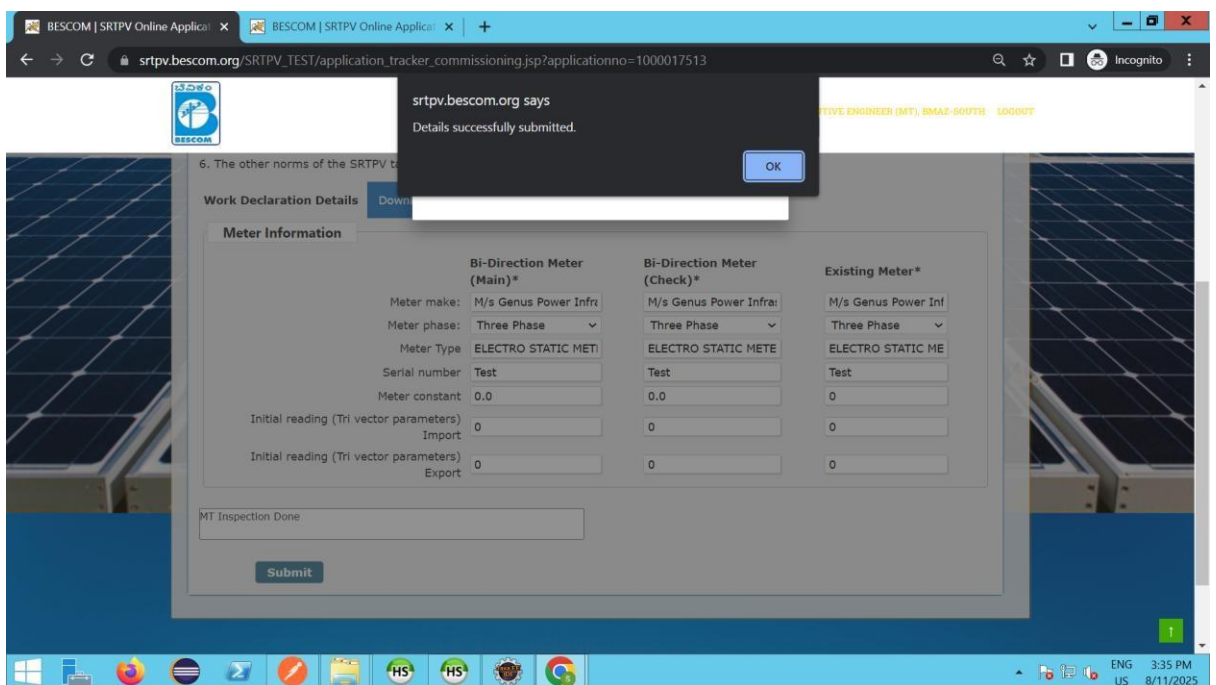 BESCOM | SRTPV Online Applicat
BESCOM | SRTPV Online Applicat
srtpv.bescom.org/SRTPV_TEST/application_tracker_commissioning.jsp?applicationno=1000017513
Incognito
ಬೆವಿಕಂ
BESCOM
srtpv.bescom.org says
Details successfully submitted.
OK
TIVE ENGINEER (MT), BMAZ-SOUTH LOGOUT
6. The other norms of the SRTPV ta
Work Declaration Details Down
Meter Information
Bi-Direction Meter (Main)* Bi-Direction Meter (Check)* Existing Meter*
Meter make: M/s Genus Power Infra M/s Genus Power Infra: M/s Genus Power Inf
Meter phase: Three Phase Three Phase Three Phase
Meter Type ELECTRO STATIC METI ELECTRO STATIC METE ELECTRO STATIC ME
Serial number Test Test Test
Meter constant 0.0 0.0 0
Initial reading (Tri vector parameters)
Import 0 0 0
Initial reading (Tri vector parameters)
Export 0 0 0
MT Inspection Done
Submit
HS HS
ENG 3:35 PM
US 8/11/2025